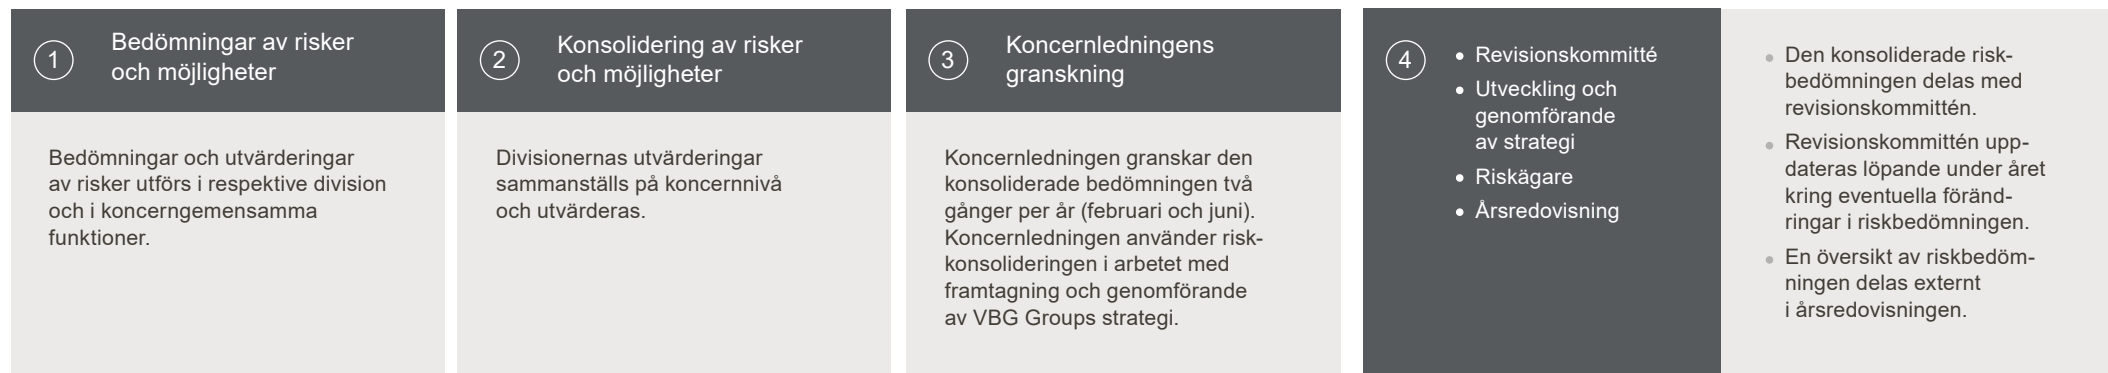 1
Bedömningar av risker
och möjligheter
Bedömningar och utvärderingar
av risker utförs i respektive division
och i koncerngemensamma
funktioner.
2
Konsolidering av risker
och möjligheter
Divisionernas utvärderingar
sammanställs på koncernnivå
och utvärderas.
3
Koncernledningens
granskning
Koncernledningen granskar den
konsoliderade bedömningen två
gånger per år (februari och juni).
Koncernledningen använder risk-
konsolideringen i arbetet med
framtagning och genomförande
av VBG Groups strategi.
4
• Revisionskommitté
• Utveckling och
genomförande
av strategi
• Riskägare
• Årsredovisning
• Den konsoliderade risk-
bedömningen delas med
revisionskommittén.
• Revisionskommittén upp-
dateras löpande under året
kring eventuella föränd-
ringar i riskbedömningen.
• En översikt av riskbedöm-
ningen delas externt
i årsredovisningen.